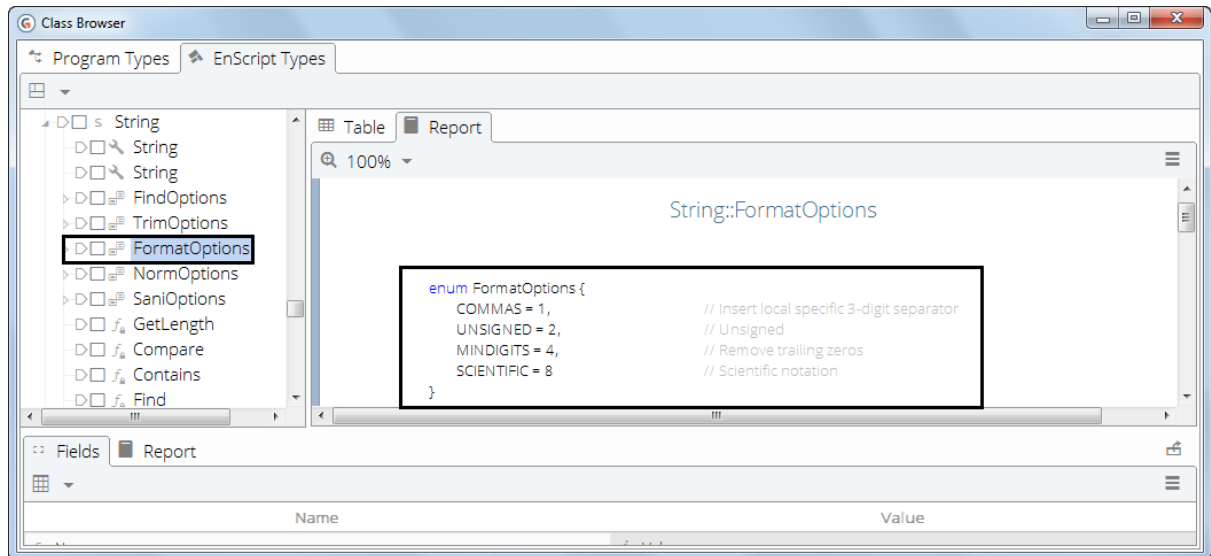 Class Browser
Program Types
EnScript Types
String
String
String
FindOptions
TrimOptions
FormatOptions
NormOptions
SaniOptions
GetLength
Compare
Contains
Find
Table
Report
100%
String::FormatOptions
enum FormatOptions {
COMMAS = 1, // Insert local specific 3-digit separator
UNSIGNED = 2, // Unsigned
MINDIGITS = 4, // Remove trailing zeros
SCIENTIFIC = 8 // Scientific notation
}
Fields
Report
Name Value